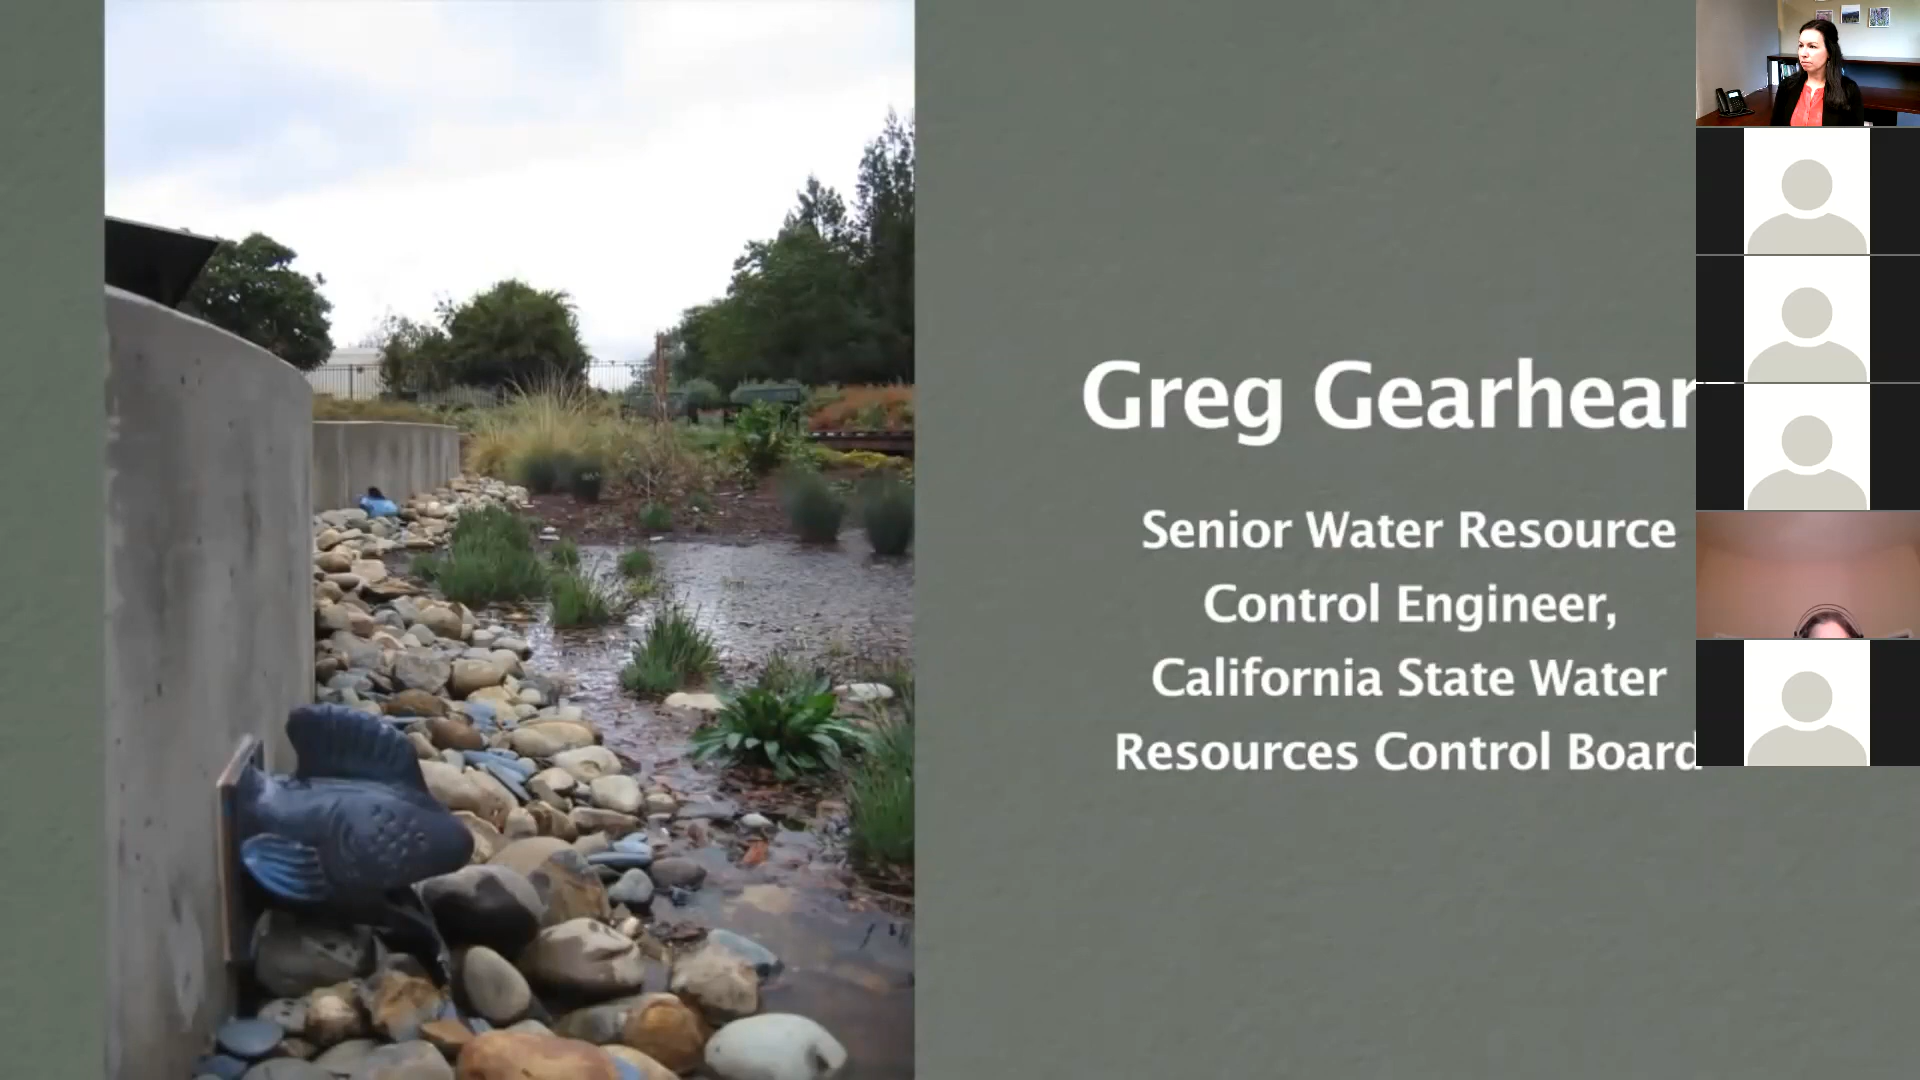 Greg Gearhear
Senior Water Resource
Control Engineer,
California State Water
Resources Control Board